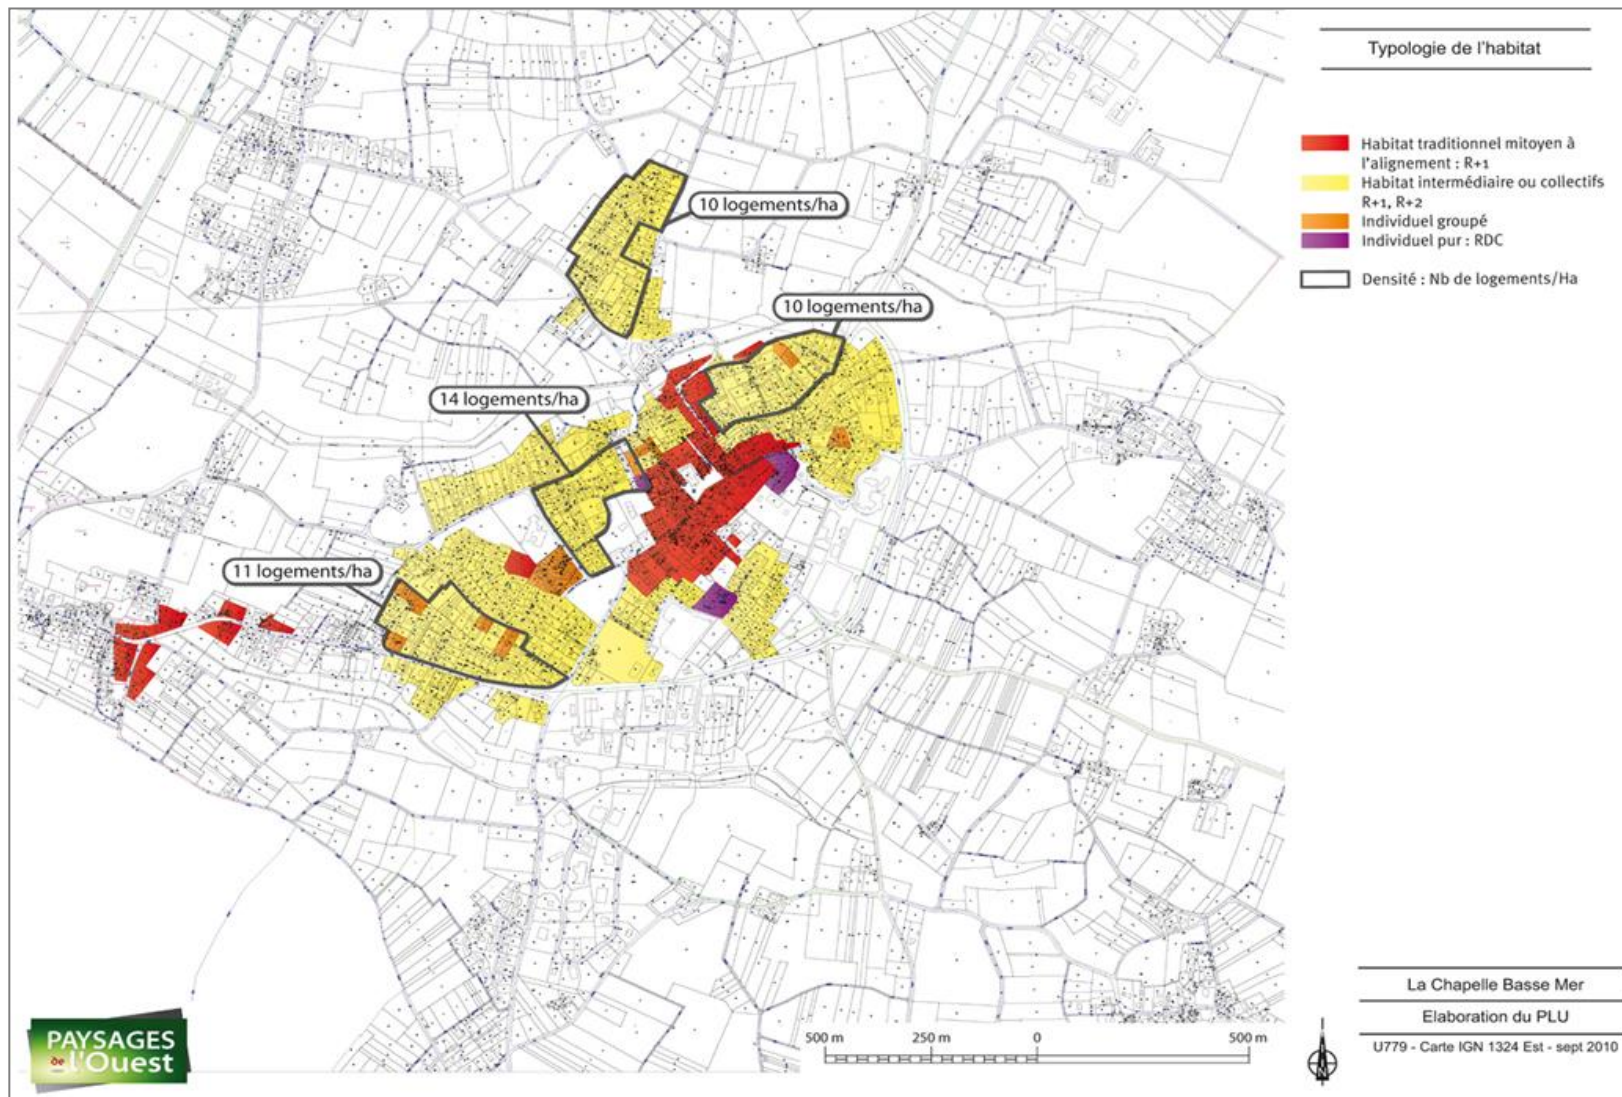 Typologie de l'habitat
Habitat traditionnel mitoyen à
l'alignement : R+1
Habitat intermédiaire ou collectifs
R+1, R+2
Individuel groupé
Individuel pur : RDC
Densité : Nb de logements/Ha
10 logements/ha
10 logements/ha
14 logements/ha
11 logements/ha
La Chapelle Basse Mer
Elaboration du PLU
U779 - Carte IGN 1324 Est - sept 2010
500 m 250 m 0 500 m
PAYSAGES
de l'Ouest